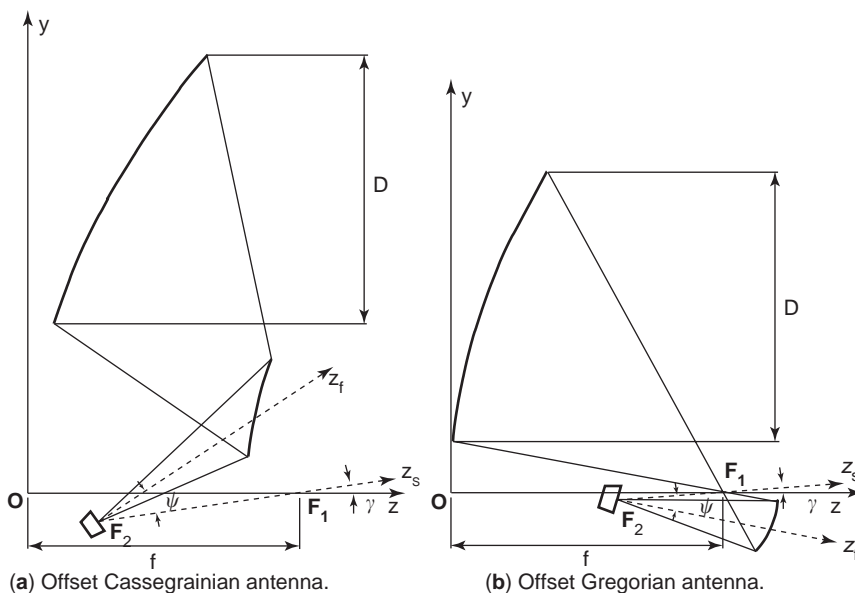 y
D
z_f
z_s
O
ψ
F_1
γ
z
F_2
f
(a) Offset Cassegrainian antenna.
y
D
F_1
z_s
O
ψ
γ
z
F_2
z_f
f
(b) Offset Gregorian antenna.